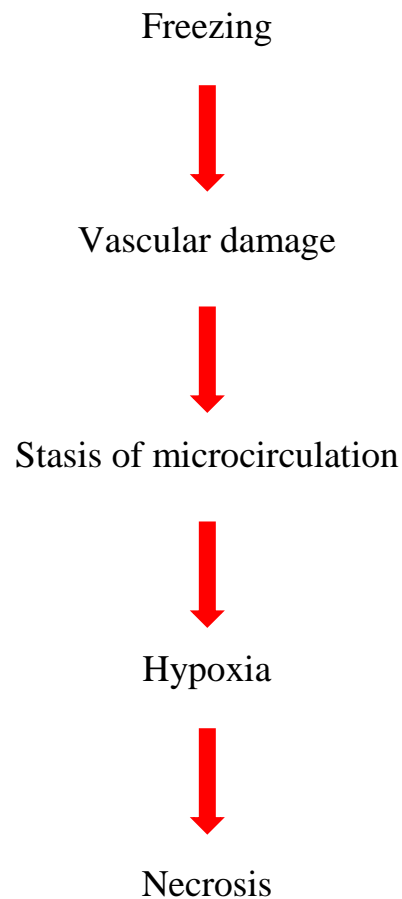 Freezing
Vascular damage
Stasis of microcirculation
Hypoxia
Necrosis